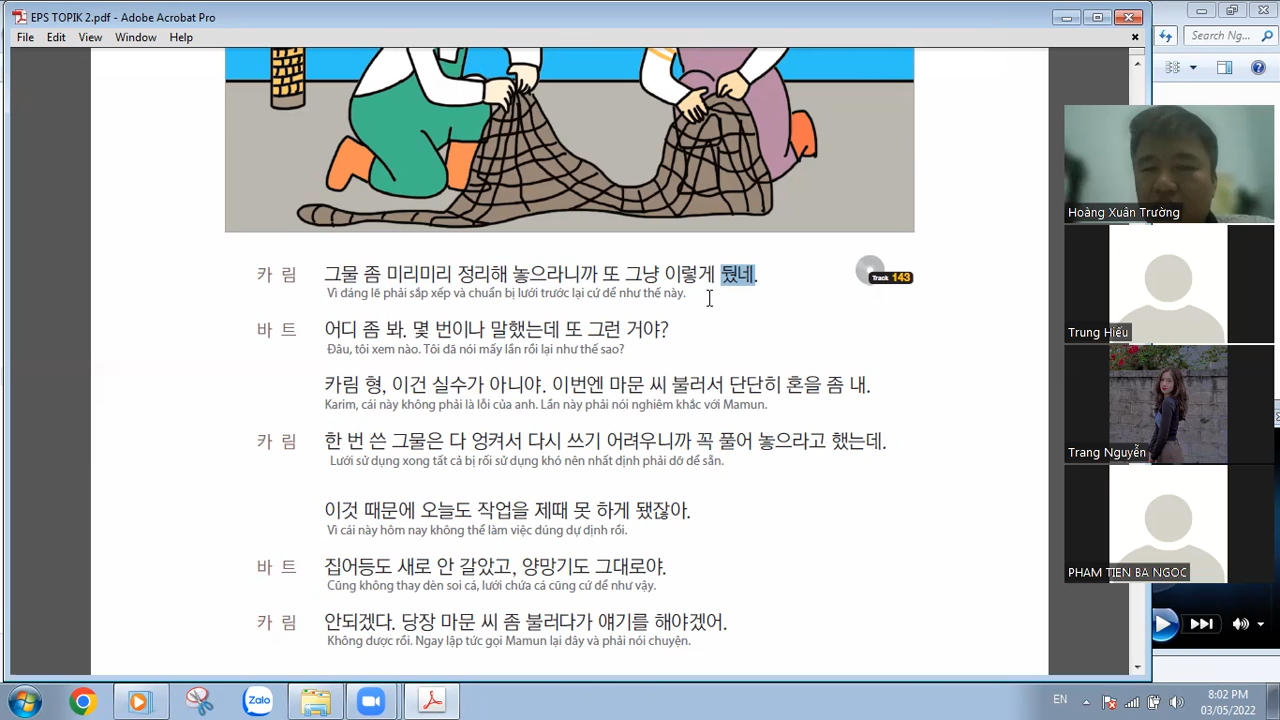 EPS TOPIK 2.pdf - Adobe Acrobat Pro
File Edit View Window Help
Search Ng...
카 림 그물 좀 미리미리 정리해 놓으라니까 또 그냥 이렇게 뒀네.
Vì dáng lẽ phải sắp xếp và chuẩn bị lưới trước lại cứ để như thế này.
Track 143
바 트 어디 좀 봐. 몇 번이나 말했는데 또 그런 거야?
Đâu, tôi xem nào. Tôi dã nói mấy lần rồi lại như thế sao?
카림 형, 이건 실수가 아니야. 이번엔 마문 씨 불러서 단단히 혼을 좀 내.
Karim, cái này không phải là lỗi của anh. Lần này phải nói nghiêm khắc với Mamun.
카 림 한 번 쓴 그물은 다 엉켜서 다시 쓰기 어려우니까 꼭 풀어 놓으라고 했는데.
Lưới sử dụng xong tất cả bị rối sử dụng khó nên nhất định phải dỡ để sẵn.
이것 때문에 오늘도 작업을 제때 못 하게 됐잖아.
Vì cái này hôm nay không thể làm việc dúng dự dịnh rồi.
바 트 집어등도 새로 안 갈았고, 양망기도 그대로야.
Cũng không thay dèn soi cá, lưới chứa cá cũng cứ để như vậy.
카 림 안되겠다. 당장 마문 씨 좀 불러다가 얘기를 해야겠어.
Không dược rồi. Ngay lập tức gọi Mamun lại dây và phải nói chuyện.
Hoàng Xuân Trường
Trung Hiếu
Trang Nguyễn
PHAM TIEN BA NGOC
Zalo
EN
8:02 PM
03/05/2022